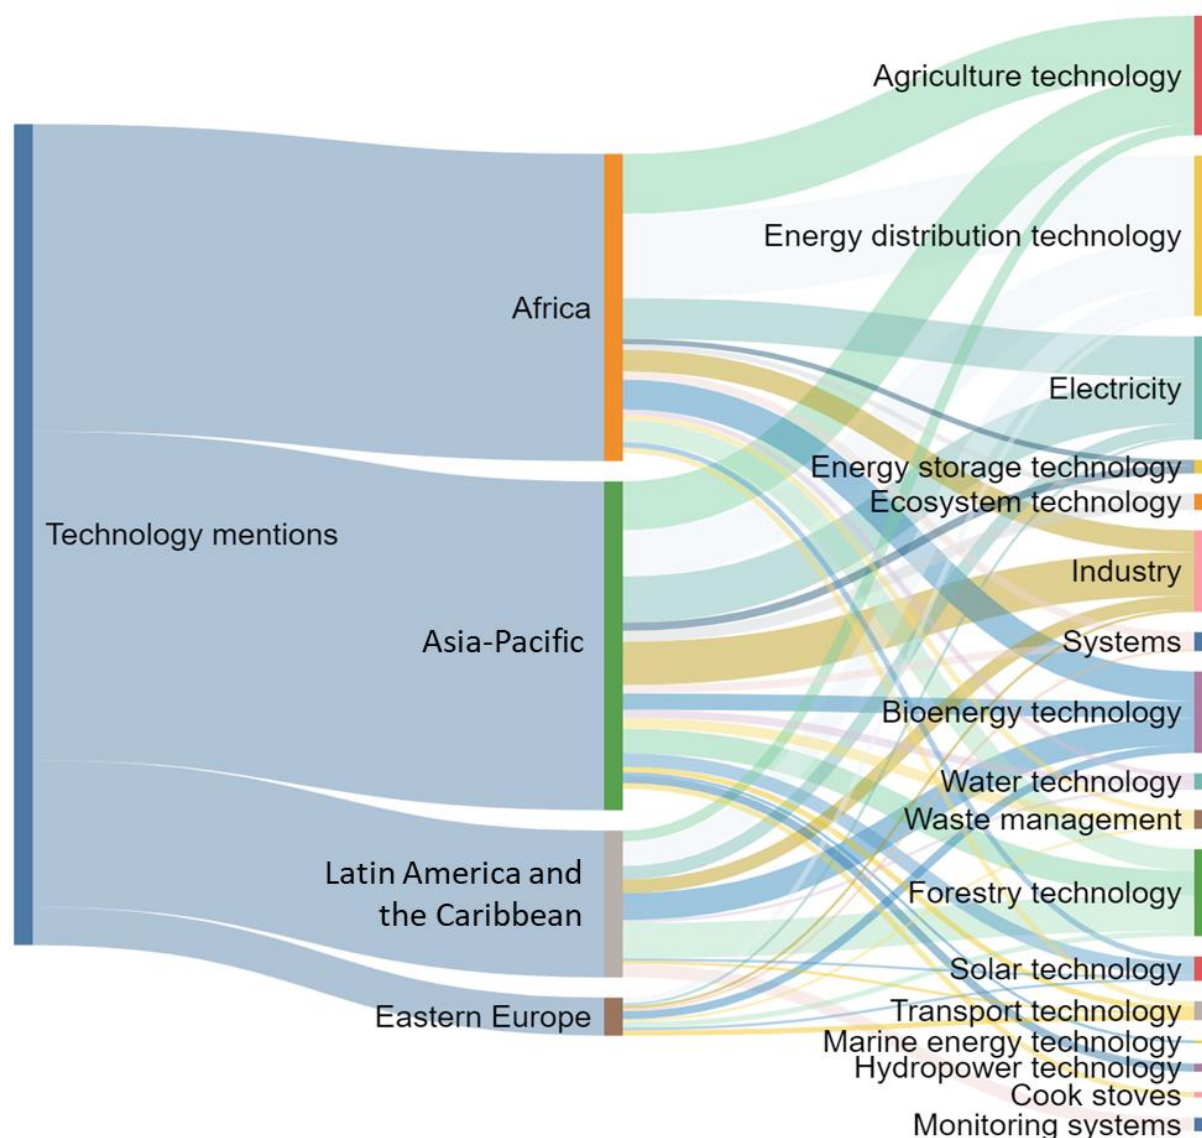 Technology mentions
Africa
Asia-Pacific
Latin America and
the Caribbean
Eastern Europe
Agriculture technology
Energy distribution technology
Electricity
Energy storage technology
Ecosystem technology
Industry
Systems
Bioenergy technology
Water technology
Waste management
Forestry technology
Solar technology
Transport technology
Marine energy technology
Hydropower technology
Cook stoves
Monitoring systems